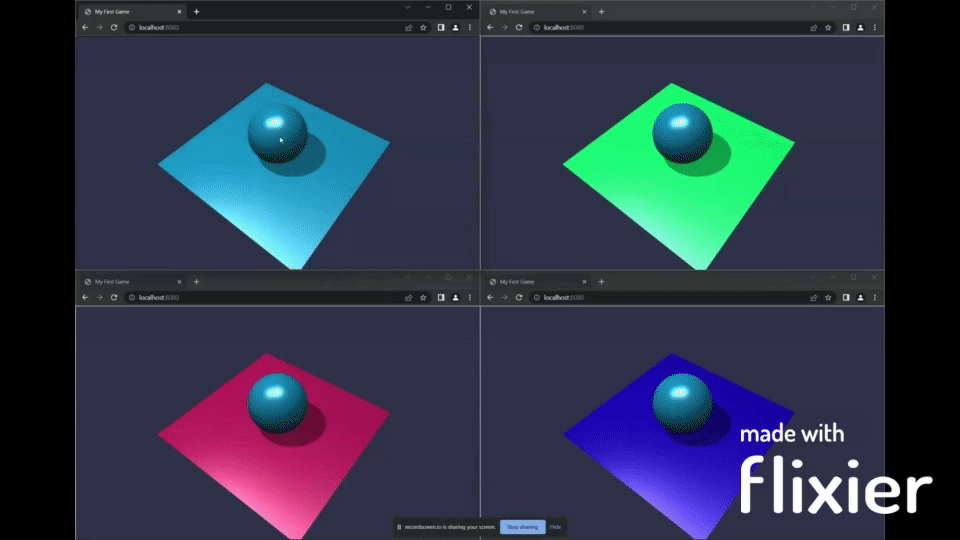 My First Game
localhost:8080
My First Game
localhost:8080
My First Game
localhost:8080
My First Game
localhost:8080
made with
flixier
recordscreen.io is sharing your screen.
Stop sharing
Hide